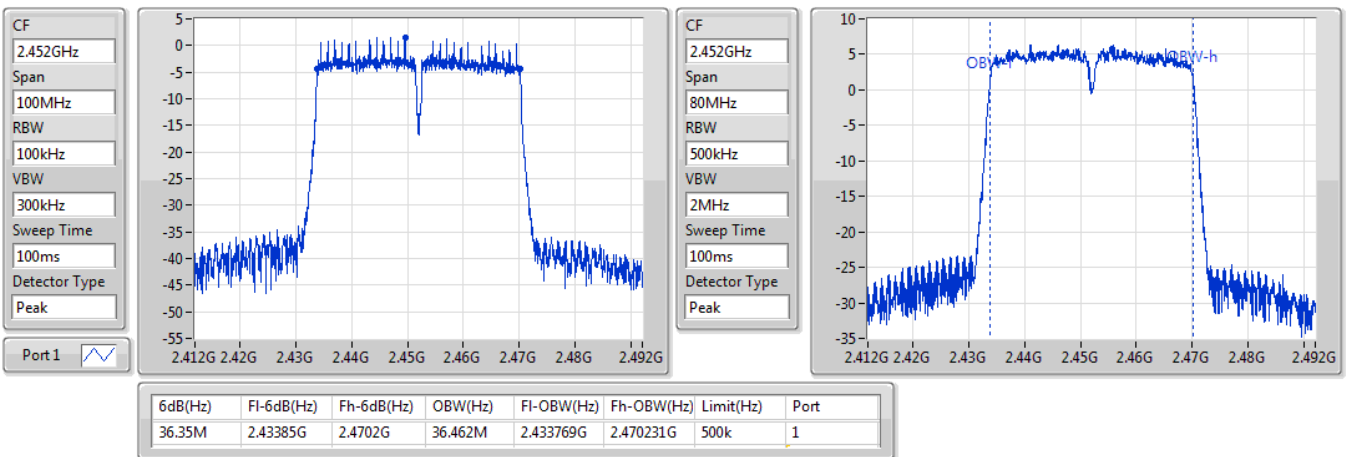 CF
2.452GHz
Span
100MHz
RBW
100kHz
VBW
300kHz
Sweep Time
100ms
Detector Type
Peak
Port 1
5
0
-5
-10
-15
-20
-25
-30
-35
-40
-45
-50
-55
2.412G 2.42G 2.43G 2.44G 2.45G 2.46G 2.47G 2.48G 2.492G
CF
2.452GHz
Span
80MHz
RBW
500kHz
VBW
2MHz
Sweep Time
100ms
Detector Type
Peak
10
5
0
-5
-10
-15
-20
-25
-30
-35
OBW-l OBW-h
2.412G 2.42G 2.43G 2.44G 2.45G 2.46G 2.47G 2.48G 2.492G
6dB(Hz) Fl-6dB(Hz) Fh-6dB(Hz) OBW(Hz) Fl-OBW(Hz) Fh-OBW(Hz) Limit(Hz) Port
36.35M 2.43385G 2.4702G 36.462M 2.433769G 2.470231G 500k 1